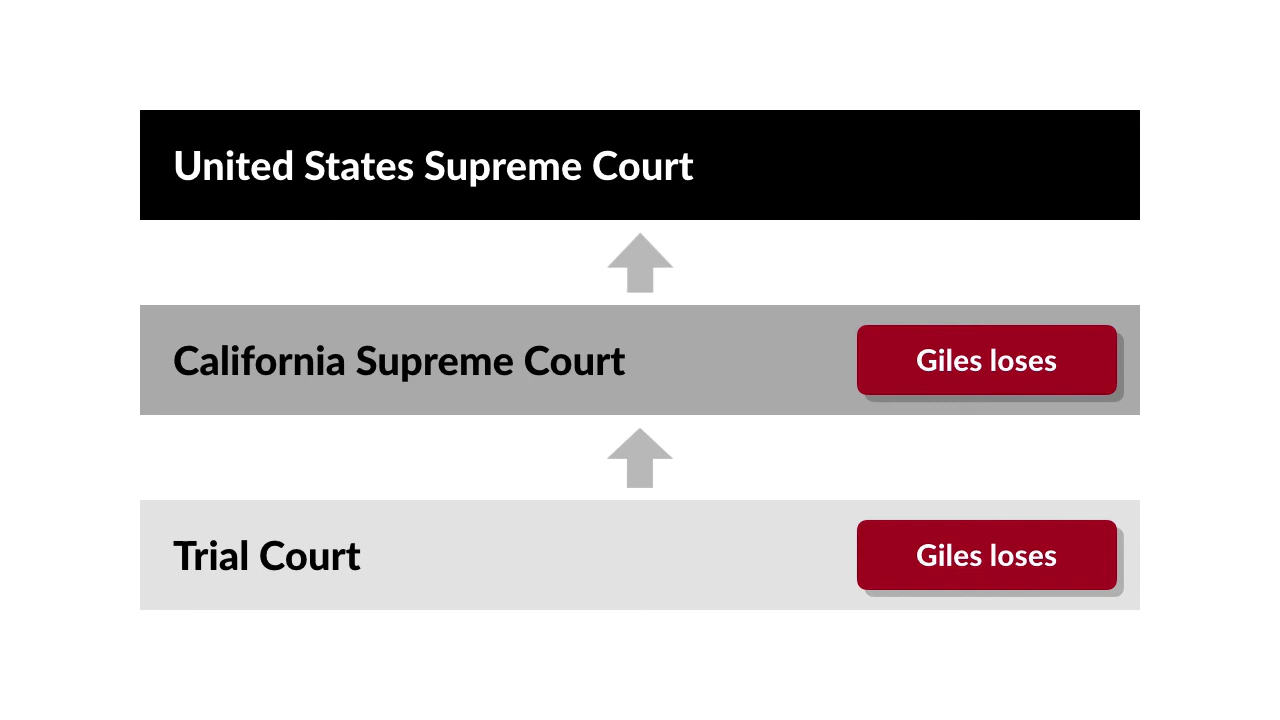 United States Supreme Court
California Supreme Court
Giles loses
Trial Court
Giles loses